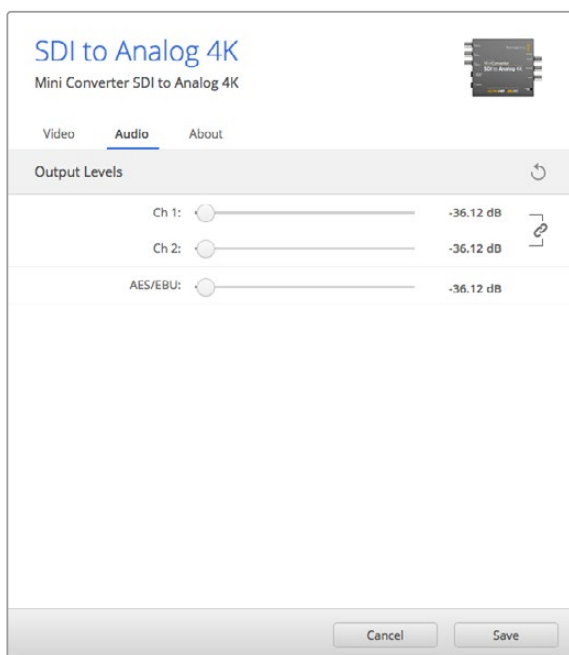 SDI to Analog 4K
Mini Converter SDI to Analog 4K
Video Audio About
Output Levels
Ch 1: -36.12 dB
Ch 2: -36.12 dB
AES/EBU: -36.12 dB
Cancel Save